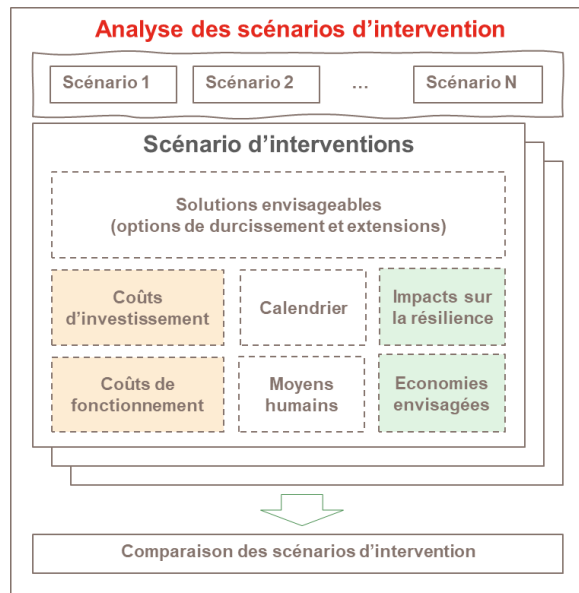 Analyse des scénarios d'intervention
Scénario 1
Scénario 2
...
Scénario N
Scénario d'interventions
Solutions envisageables
(options de durcissement et extensions)
Coûts
d'investissement
Calendrier
Impacts sur
la résilience
Coûts de
fonctionnement
Moyens
humains
Economies
envisagées
Comparaison des scénarios d'intervention